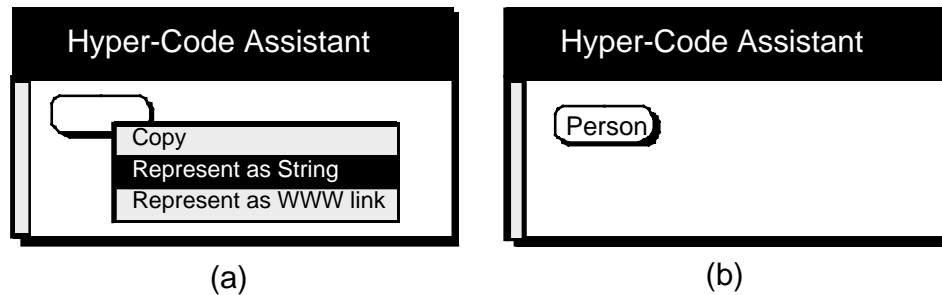 Hyper-Code Assistant
Copy
Represent as String
Represent as WWW link
(a)
Hyper-Code Assistant
Person
(b)